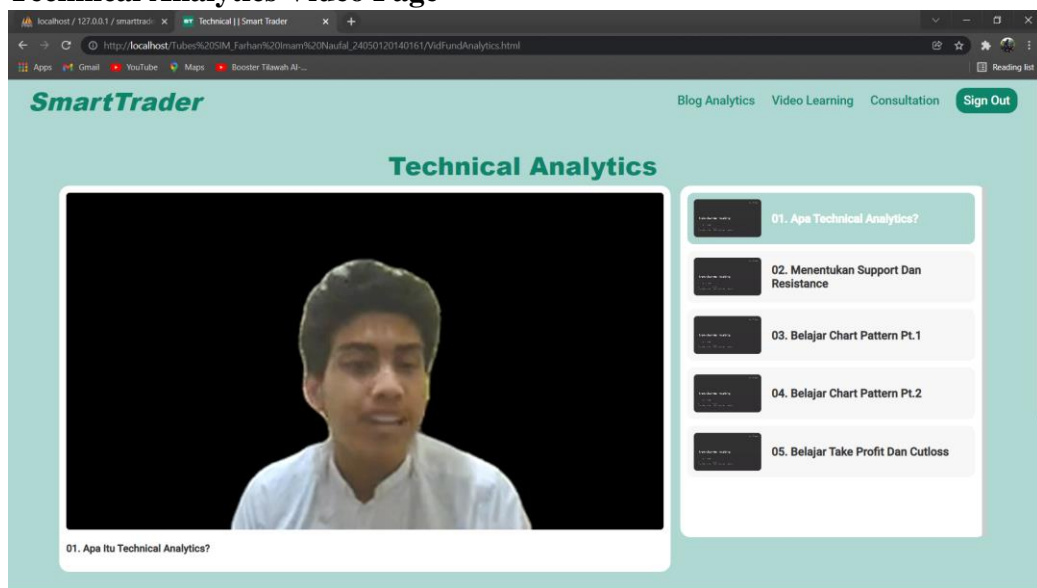 Technical Analytics Video Page
localhost / 127.0.0.1 / smarttrad
Technical || Smart Trader
http://localhost/Tubes%20SIM_Farhan%20Imam%20Naufal_24050120140161/VidFundAnalytics.html
Apps
Gmail
YouTube
Maps
Booster Tilawah Al-...
Reading list
SmartTrader
Blog Analytics
Video Learning
Consultation
Sign Out
Technical Analytics
01. Apa Technical Analytics?
02. Menentukan Support Dan
Resistance
03. Belajar Chart Pattern Pt.1
04. Belajar Chart Pattern Pt.2
05. Belajar Take Profit Dan Cutloss
01. Apa Itu Technical Analytics?